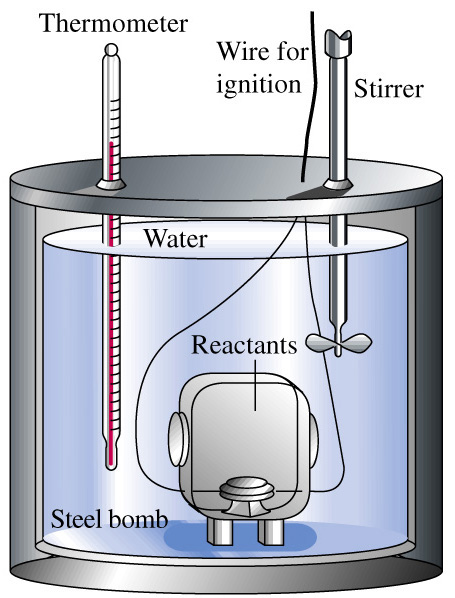 Thermometer
Wire for
ignition
Stirrer
Water
Reactants
Steel bomb